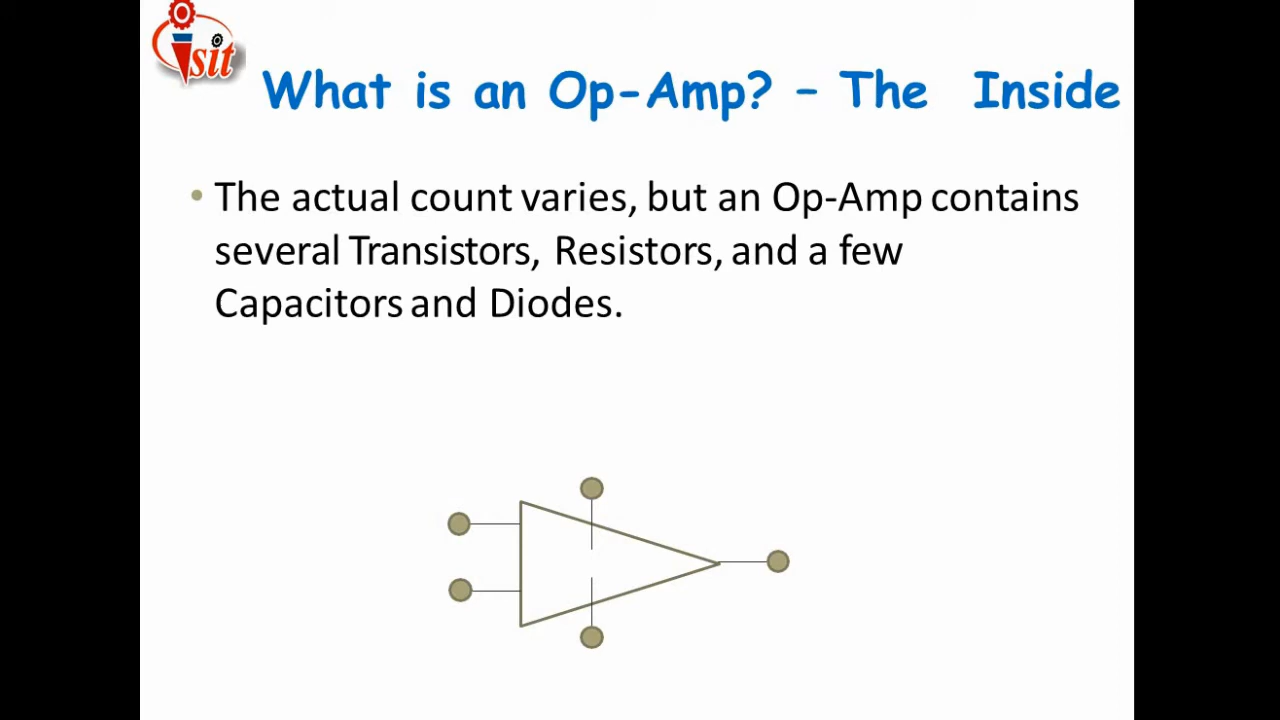 isit
What is an Op-Amp? – The Inside
• The actual count varies, but an Op-Amp contains
several Transistors, Resistors, and a few
Capacitors and Diodes.